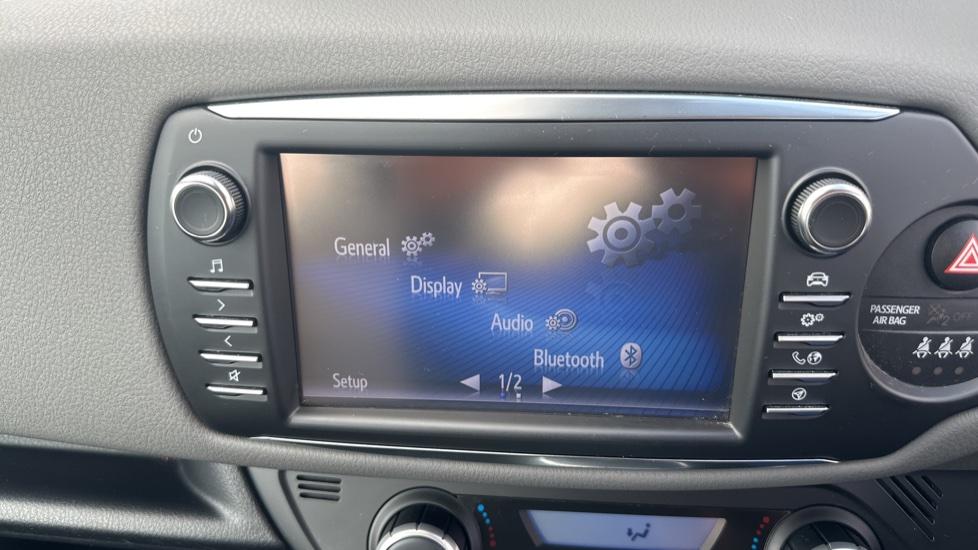 General
Display
Audio
Bluetooth
Setup
1/2
PASSENGER
AIR BAG
OFF